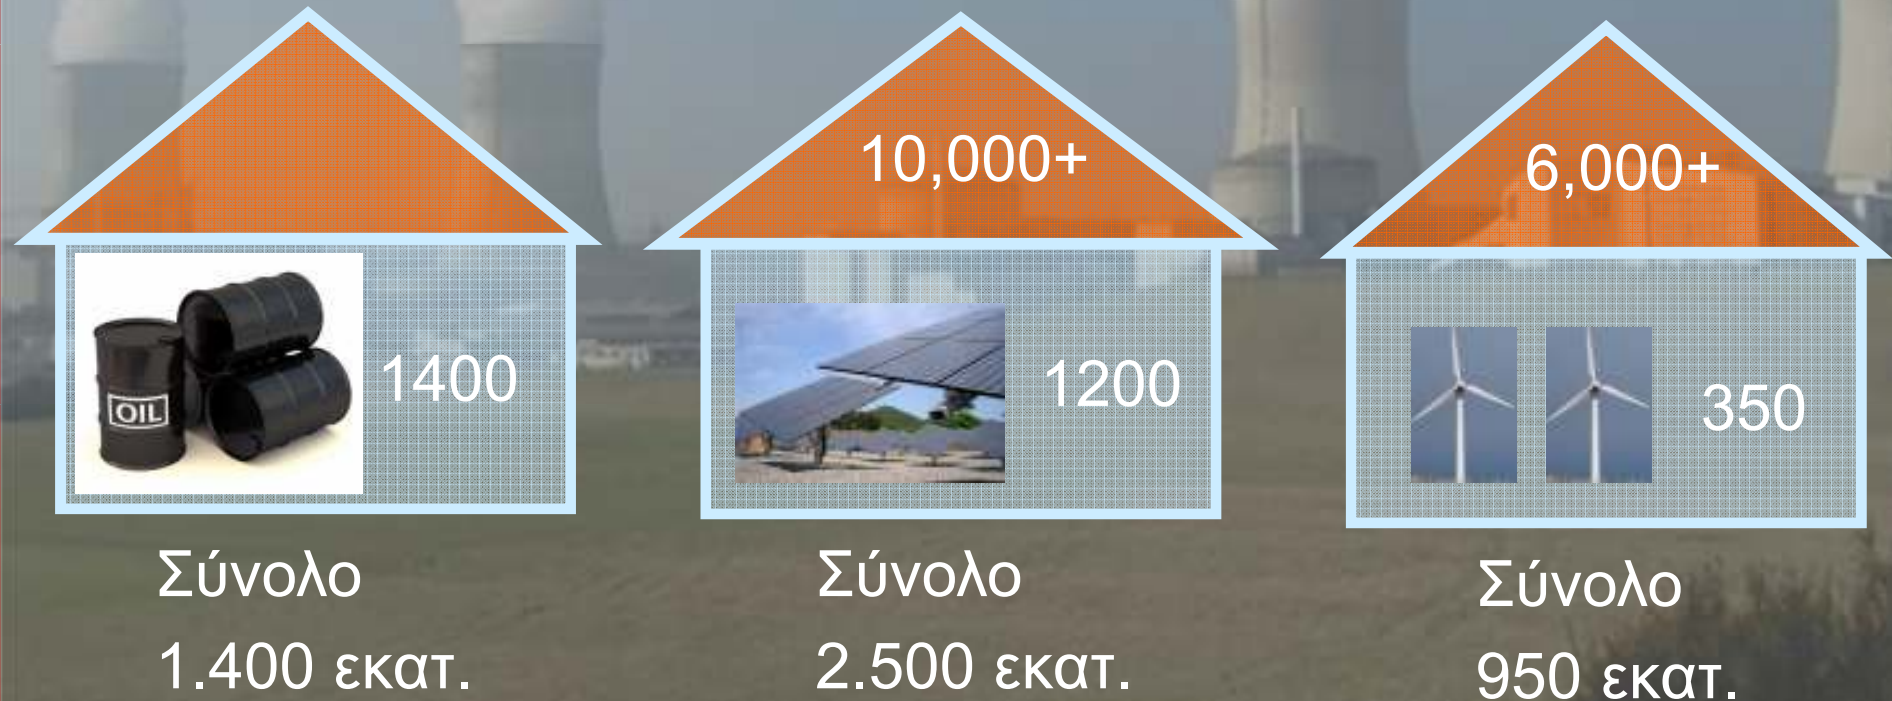 10,000+
6,000+
OIL
1400
1200
350
Σύνολο
1.400 εκατ.
Σύνολο
2.500 εκατ.
Σύνολο
950 εκατ.